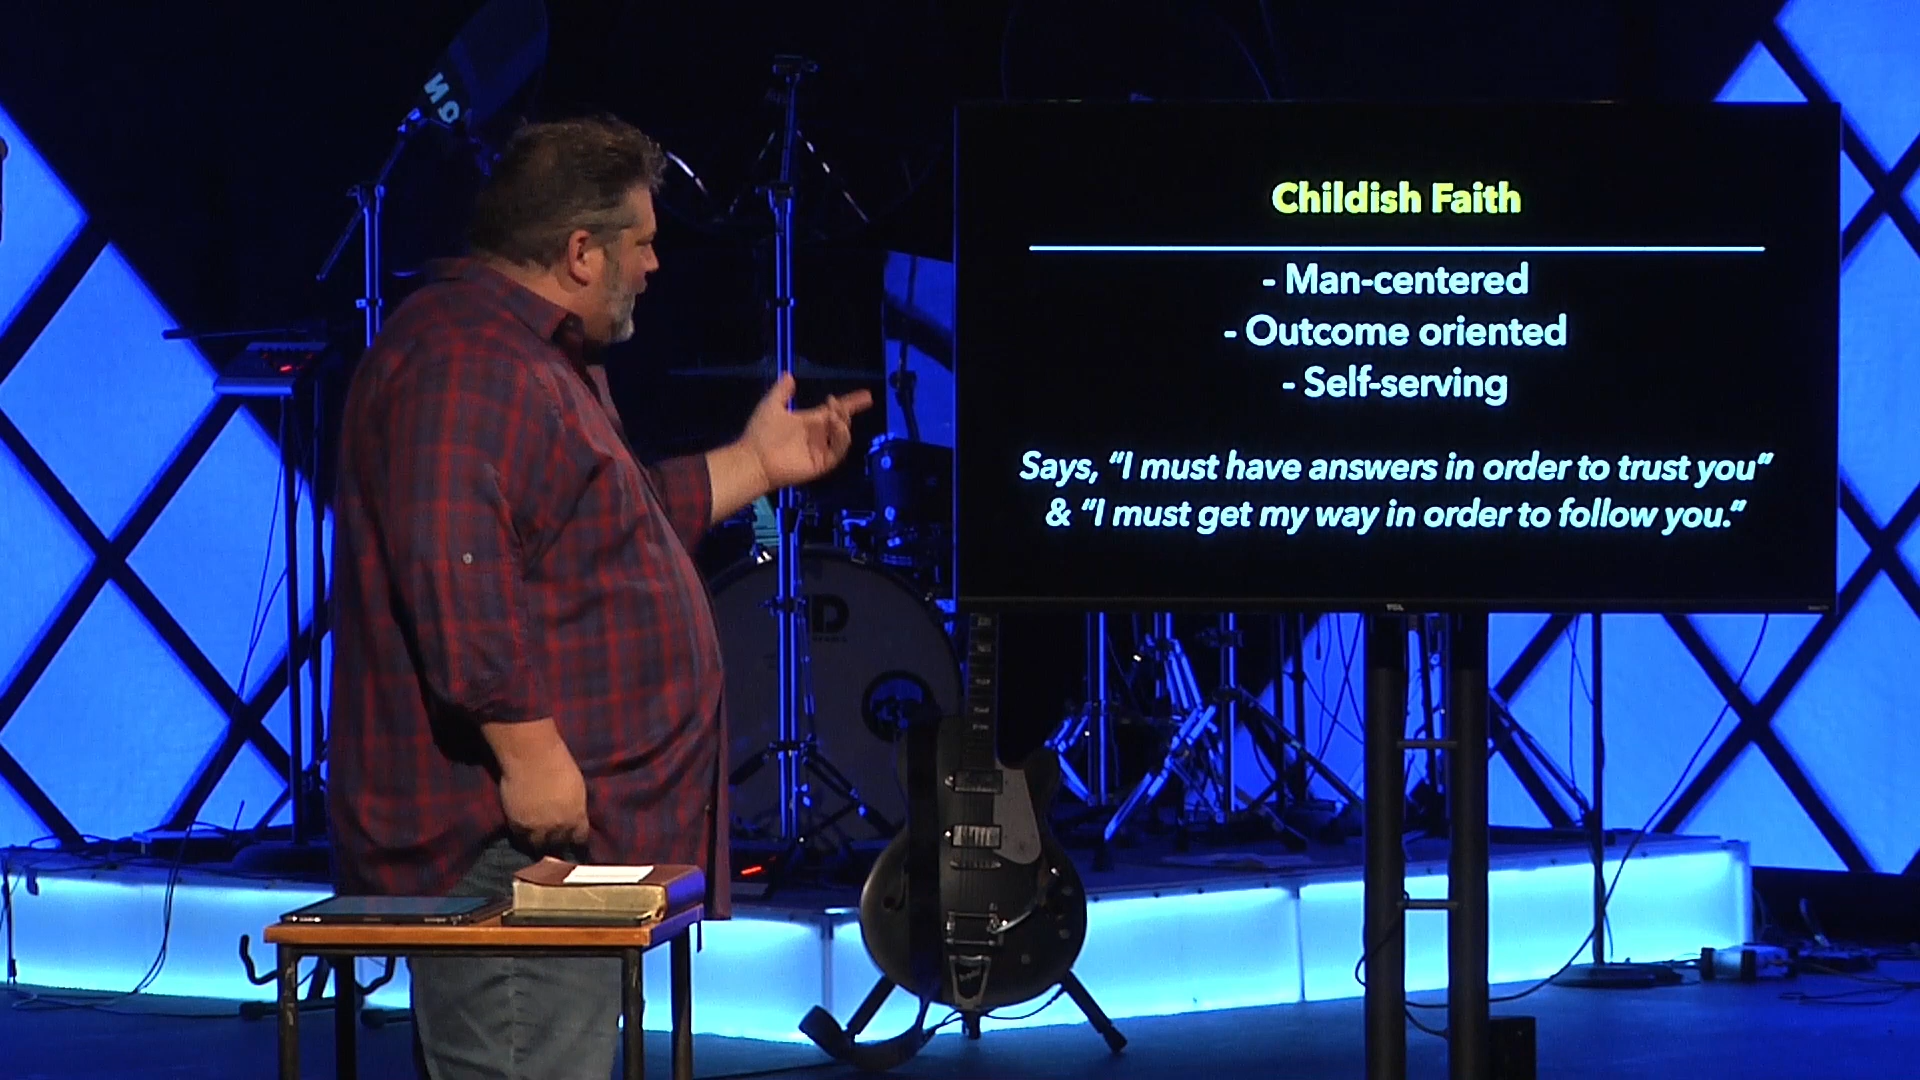 Childish Faith
- Man-centered
- Outcome oriented
- Self-serving
Says, “I must have answers in order to trust you”
& “I must get my way in order to follow you.”
TCL